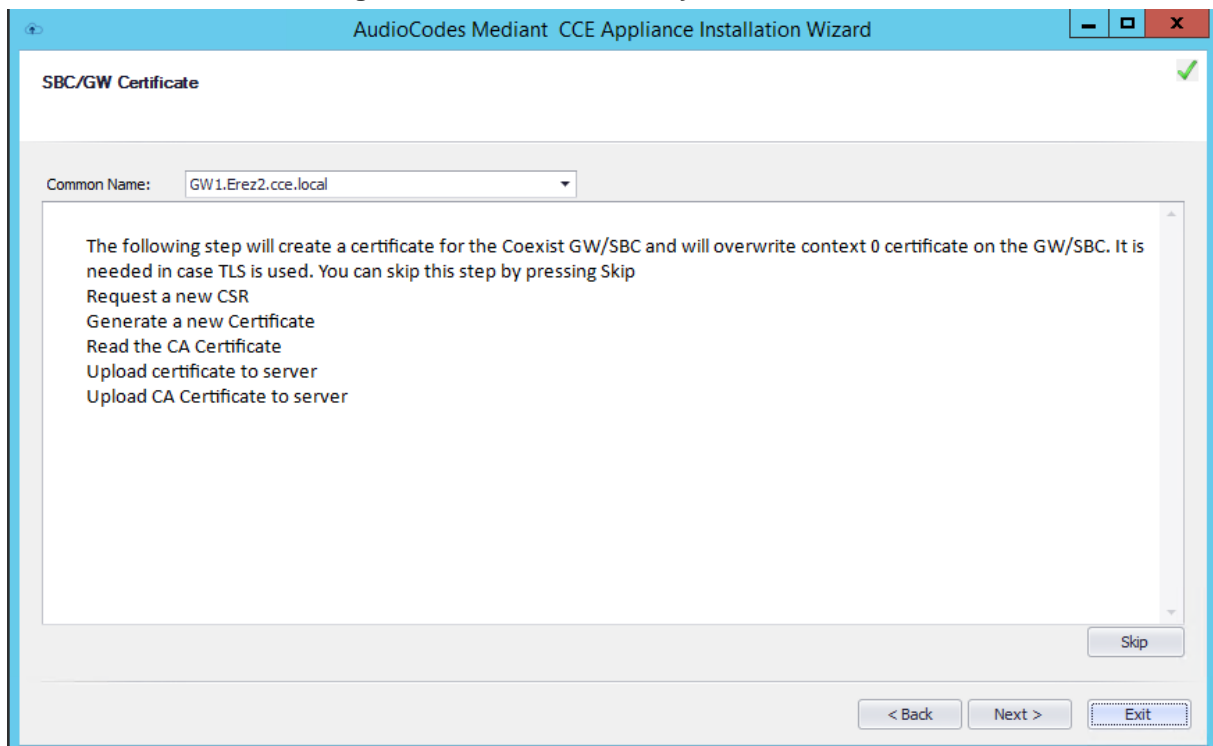 AudioCodes Mediant  CCE Appliance Installation Wizard
SBC/GW Certificate
Common Name:
GW1.Erez2.cce.local
The following step will create a certificate for the Coexist GW/SBC and will overwrite context 0 certificate on the GW/SBC. It is
needed in case TLS is used. You can skip this step by pressing Skip
Request a new CSR
Generate a new Certificate
Read the CA Certificate
Upload certificate to server
Upload CA Certificate to server
Skip
< Back
Next >
Exit